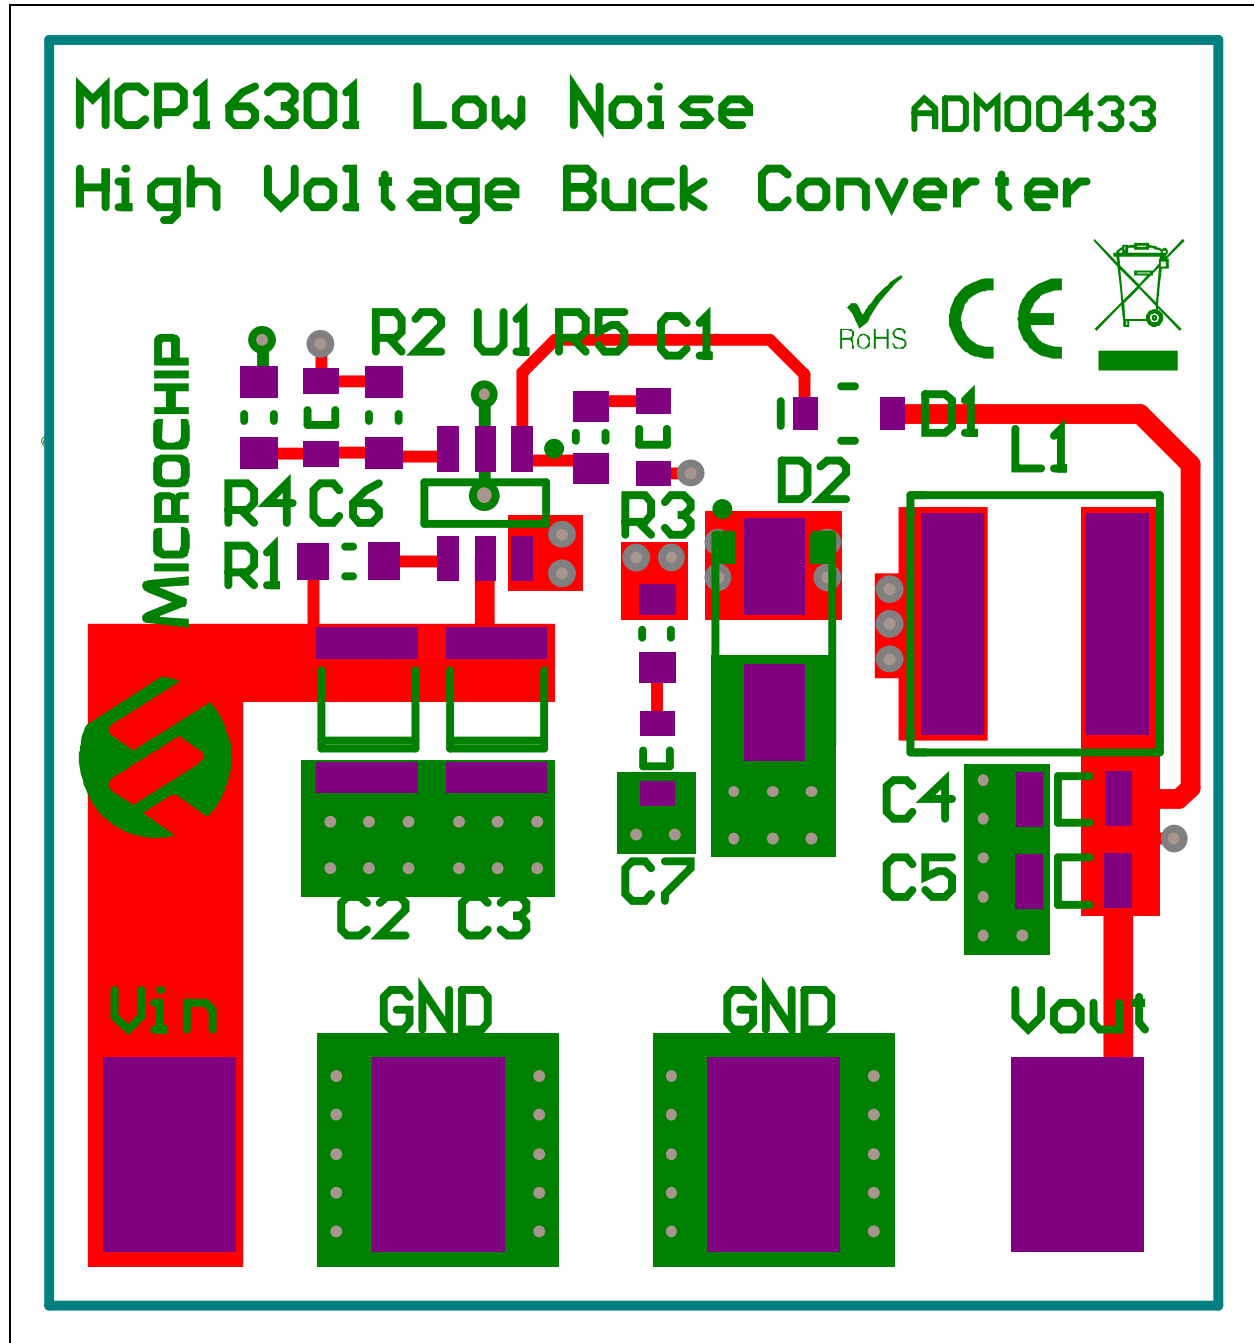 MCP16301 Low Noise
ADM00433
High Voltage Buck Converter
RoHS
CE
MICROCHIP
R2 U1 R5 C1
D1
L1
D2
R4 C6
R3
R1
C4
C5
C7
C2 C3
Vin
GND
GND
Vout